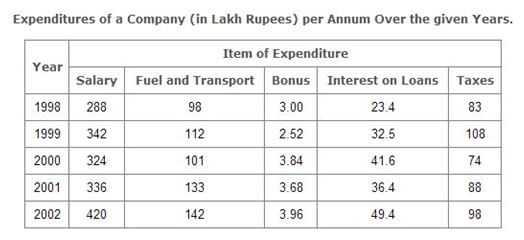 Expenditures of a Company (in Lakh Rupees) per Annum Over the given Years.
Year
Item of Expenditure
Salary Fuel and Transport Bonus Interest on Loans Taxes
1998 288 98 3.00 23.4 83
1999 342 112 2.52 32.5 108
2000 324 101 3.84 41.6 74
2001 336 133 3.68 36.4 88
2002 420 142 3.96 49.4 98